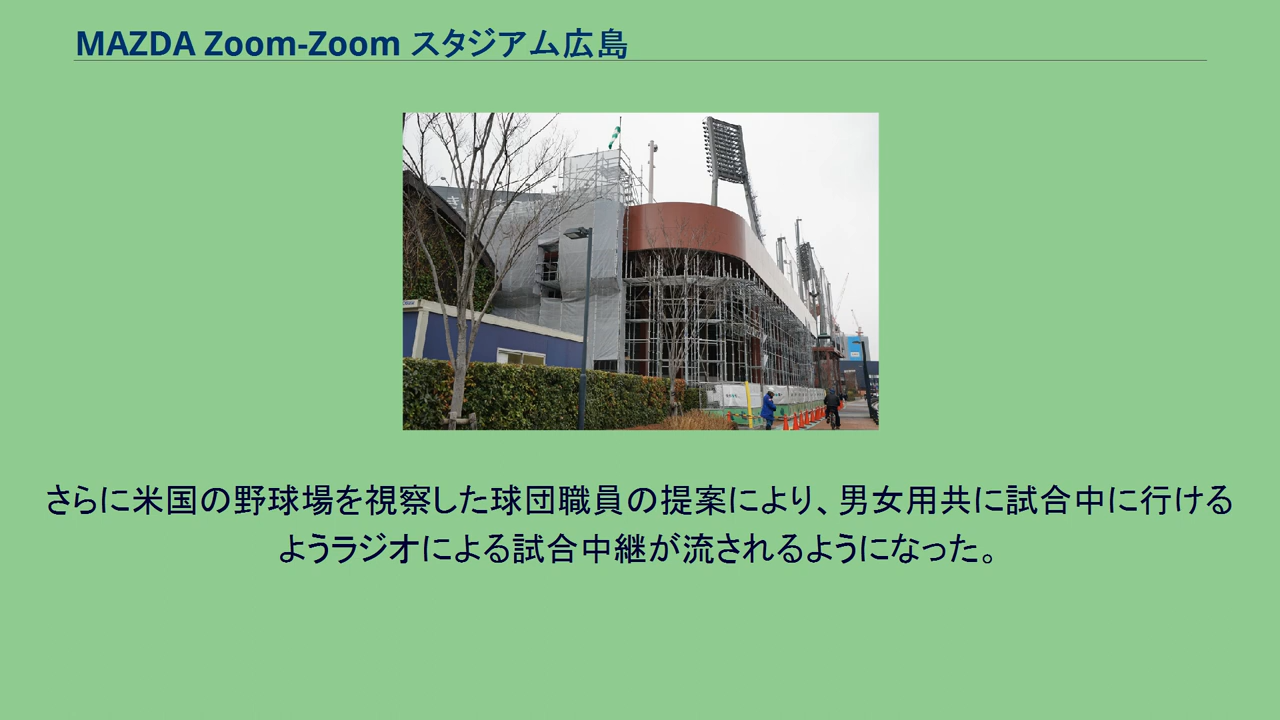 MAZDA Zoom-Zoom スタジアム広島
さらに米国の野球場を視察した球団職員の提案により、男女用共に試合中に行ける
ようラジオによる試合中継が流されるようになった。